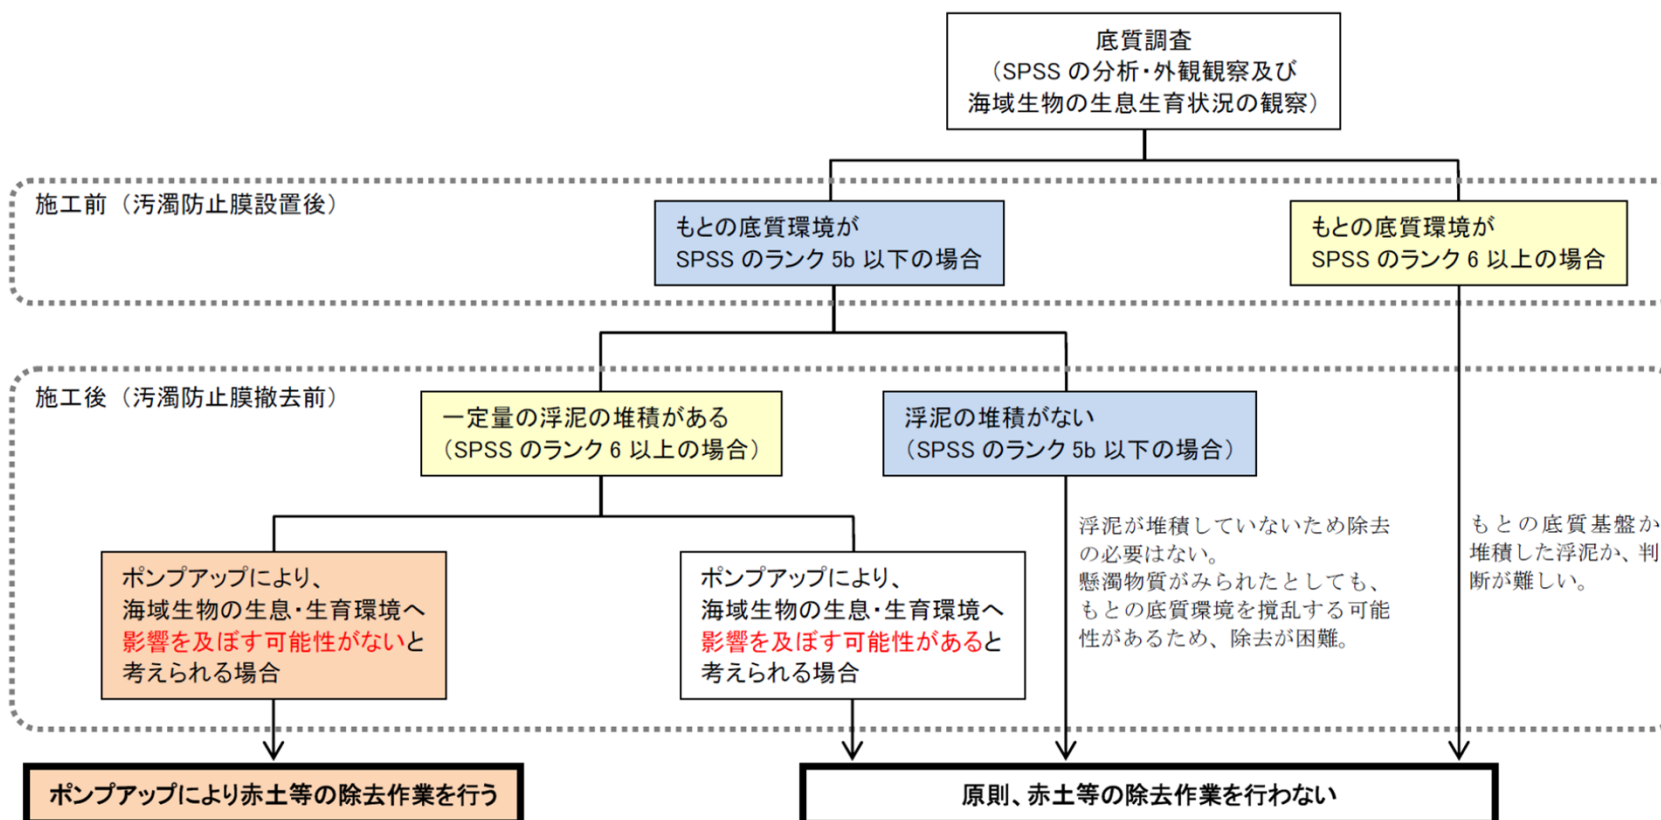 底質調査
（SPSS の分析・外観観察及び
海域生物の生息生育状況の観察）
施工前（汚濁防止膜設置後）
もとの底質環境が
SPSS のランク 5b 以下の場合
もとの底質環境が
SPSS のランク 6 以上の場合
施工後（汚濁防止膜撤去前）
一定量の浮泥の堆積がある
（SPSS のランク 6 以上の場合）
浮泥の堆積がない
（SPSS のランク 5b 以下の場合）
ポンプアップにより、
海域生物の生息・生育環境へ
影響を及ぼす可能性がないと
考えられる場合
ポンプアップにより、
海域生物の生息・生育環境へ
影響を及ぼす可能性があると
考えられる場合
浮泥が堆積していないため除去
の必要はない。
懸濁物質がみられたとしても、
もとの底質環境を撹乱する可能
性があるため、除去が困難。
もとの底質基盤か
堆積した浮泥か、判
断が難しい。
ポンプアップにより赤土等の除去作業を行う
原則、赤土等の除去作業を行わない